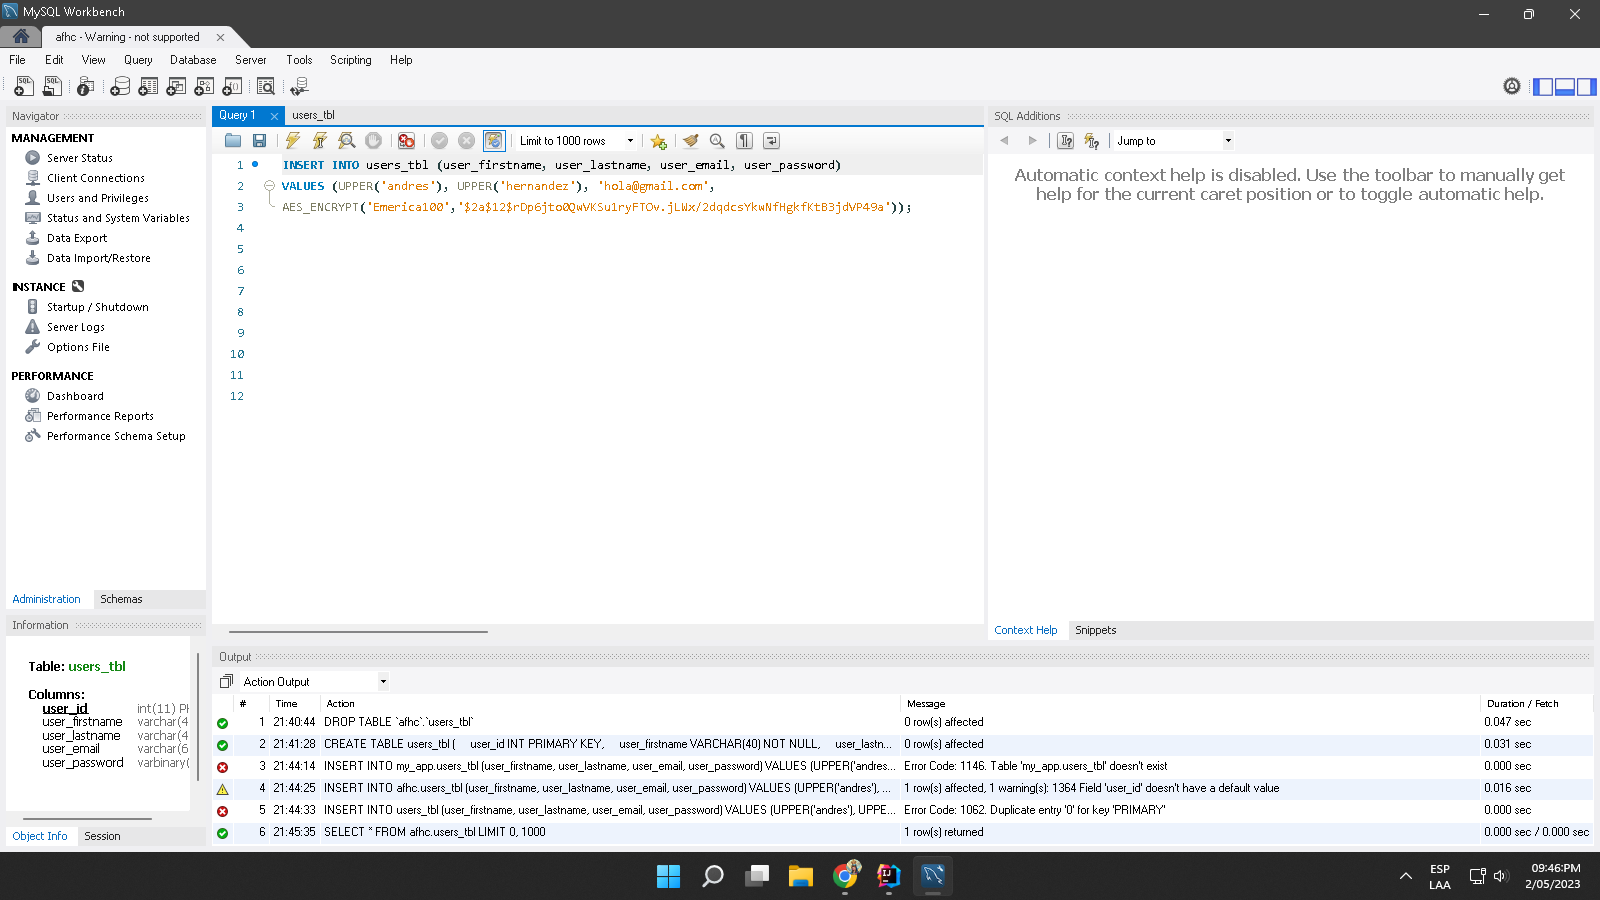 MySQL Workbench
afhc - Warning - not supported
File Edit View Query Database Server Tools Scripting Help
Navigator
MANAGEMENT
Server Status
Client Connections
Users and Privileges
Status and System Variables
Data Export
Data Import/Restore
INSTANCE
Startup / Shutdown
Server Logs
Options File
PERFORMANCE
Dashboard
Performance Reports
Performance Schema Setup
Administration Schemas
Information
Table: users_tbl
Columns:
user_id int(11) PK
user_firstname varchar(4
user_lastname varchar(4
user_email varchar(6
user_password varbinary(
Object Info Session
Query 1 users_tbl
Limit to 1000 rows
1 INSERT INTO users_tbl (user_firstname, user_lastname, user_email, user_password)
2 VALUES (UPPER('andres'), UPPER('hernandez'), 'hola@gmail.com',
3 AES_ENCRYPT('Emerica100','$2a$12$rDp6jto0QwVKSu1ryFTOv.jLWx/2dqdcsYkwNfHgkfKtB3jdVP49a'));
4
5
6
7
8
9
10
11
12
SQL Additions
Jump to
Automatic context help is disabled. Use the toolbar to manually get
help for the current caret position or to toggle automatic help.
Context Help Snippets
Output
Action Output
# Time Action Message Duration / Fetch
1 21:40:44 DROP TABLE `afhc`.`users_tbl` 0 row(s) affected 0.047 sec
2 21:41:28 CREATE TABLE users_tbl ( user_id INT PRIMARY KEY, user_firstname VARCHAR(40) NOT NULL, user_lastn... 0 row(s) affected 0.031 sec
3 21:44:14 INSERT INTO my_app.users_tbl (user_firstname, user_lastname, user_email, user_password) VALUES (UPPER('andres... Error Code: 1146. Table 'my_app.users_tbl' doesn't exist 0.000 sec
4 21:44:25 INSERT INTO afhc.users_tbl (user_firstname, user_lastname, user_email, user_password) VALUES (UPPER('andres'), ... 1 row(s) affected, 1 warning(s): 1364 Field 'user_id' doesn't have a default value 0.016 sec
5 21:44:33 INSERT INTO users_tbl (user_firstname, user_lastname, user_email, user_password) VALUES (UPPER('andres'), UPPE... Error Code: 1062. Duplicate entry '0' for key 'PRIMARY' 0.000 sec
6 21:45:35 SELECT * FROM afhc.users_tbl LIMIT 0, 1000 1 row(s) returned 0.000 sec / 0.000 sec
ESP
LAA
09:46:PM
2/05/2023